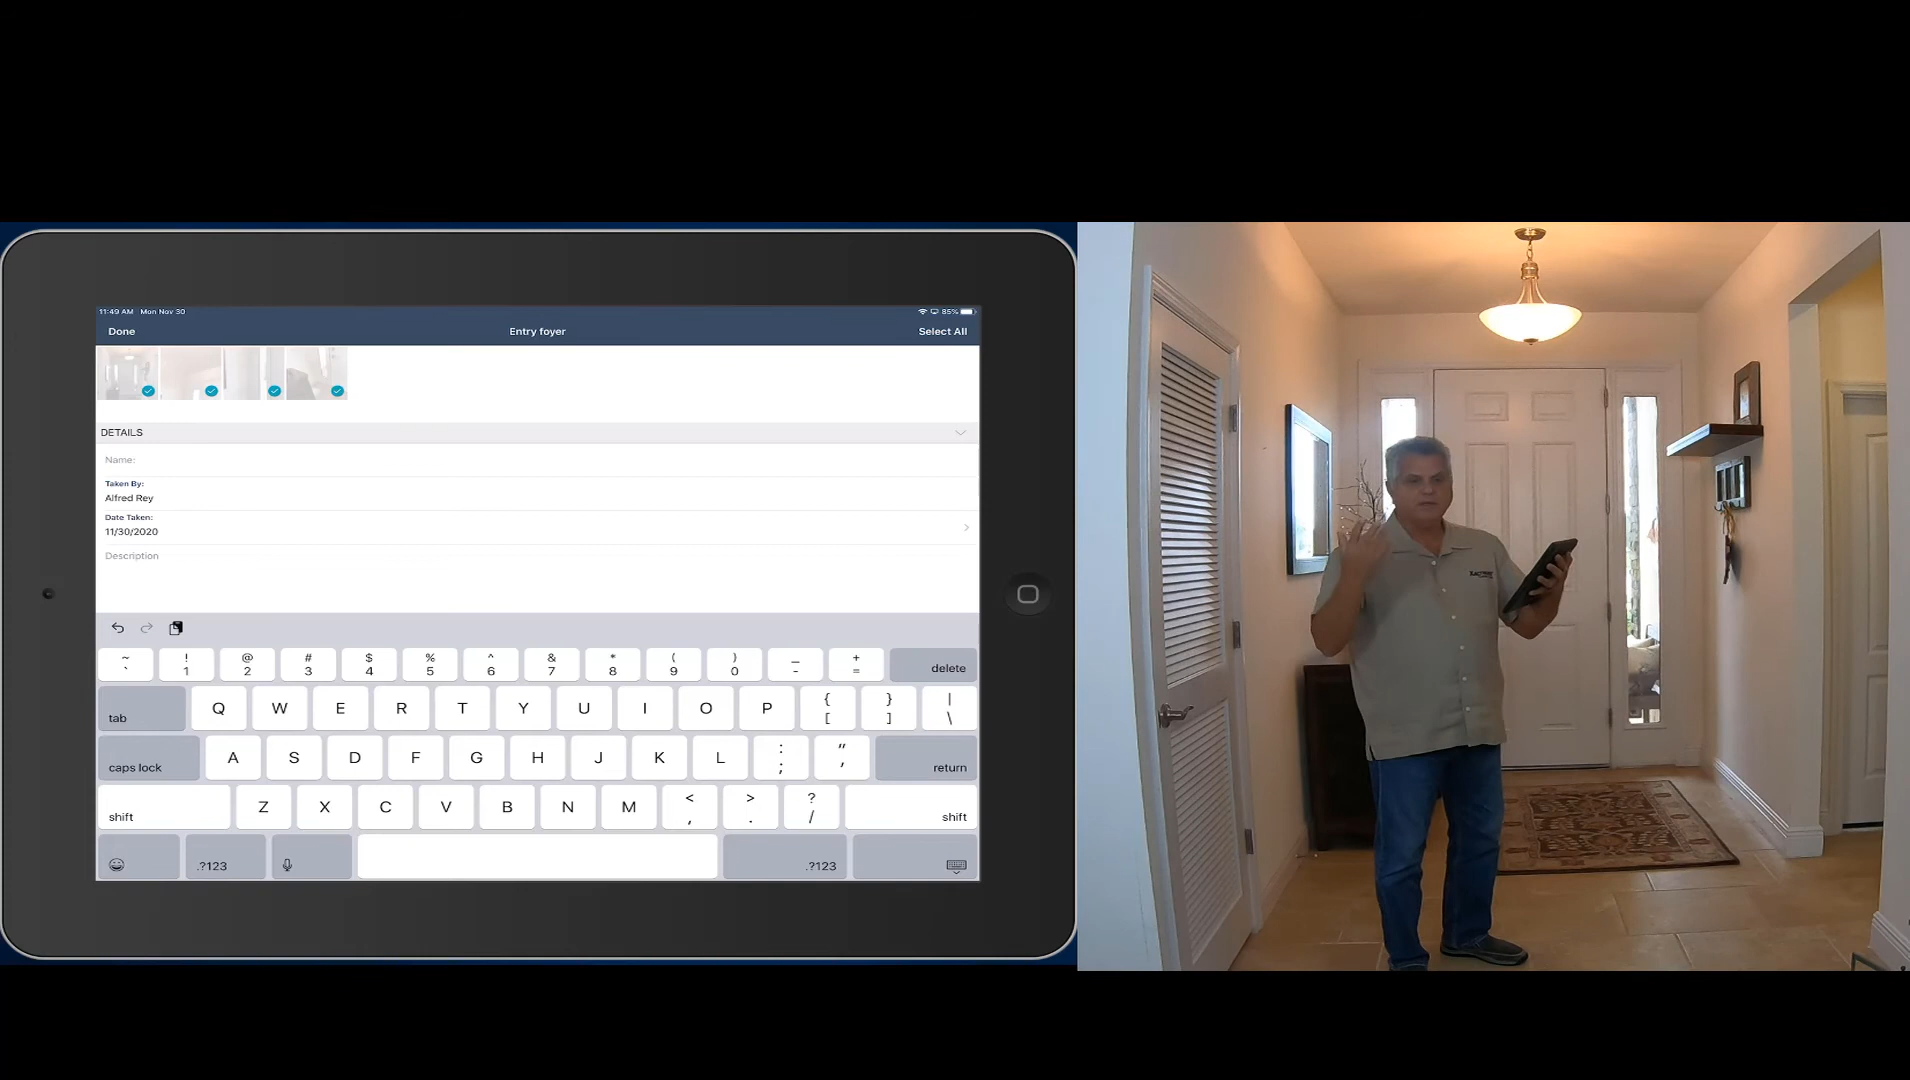 11:49 AM Mon Nov 30
85%
Done
Entry foyer
Select All
DETAILS
Name:
Taken By:
Alfred Rey
Date Taken:
11/30/2020
Description
~ ! @ # $ % ^ & * ( ) _ +
` 1 2 3 4 5 6 7 8 9 0 - = delete
tab Q W E R T Y U I O P { [ } ] | \
caps lock A S D F G H J K L : ; " ' return
shift Z X C V B N M < , > . ? / shift
.?123 .?123